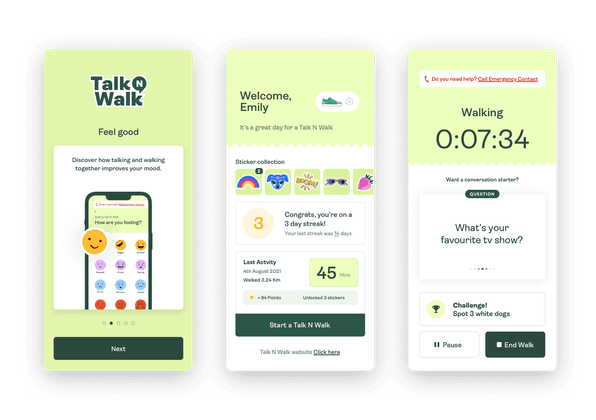 Talk N
Walk
Feel good
Discover how talking and walking
together improves your mood.
How are you feeling?
Next
Welcome,
Emily
It's a great day for a Talk N Walk
Sticker collection
BOOM!
3
Congrats, you're on a
3 day streak!
Your last streak was ½ days
Last Actvity
4th August 2021
Walked 3.24 Km
45 Mins
+ 84 Points
Unlocked 3 stickers
Start a Talk N Walk
Talk N Walk website Click here
Do you need help? Call Emergency Contact
Walking
0:07:34
Want a conversation starter?
QUESTION
What's your
favourite tv show?
Challenge!
Spot 3 white dogs
Pause
End Walk